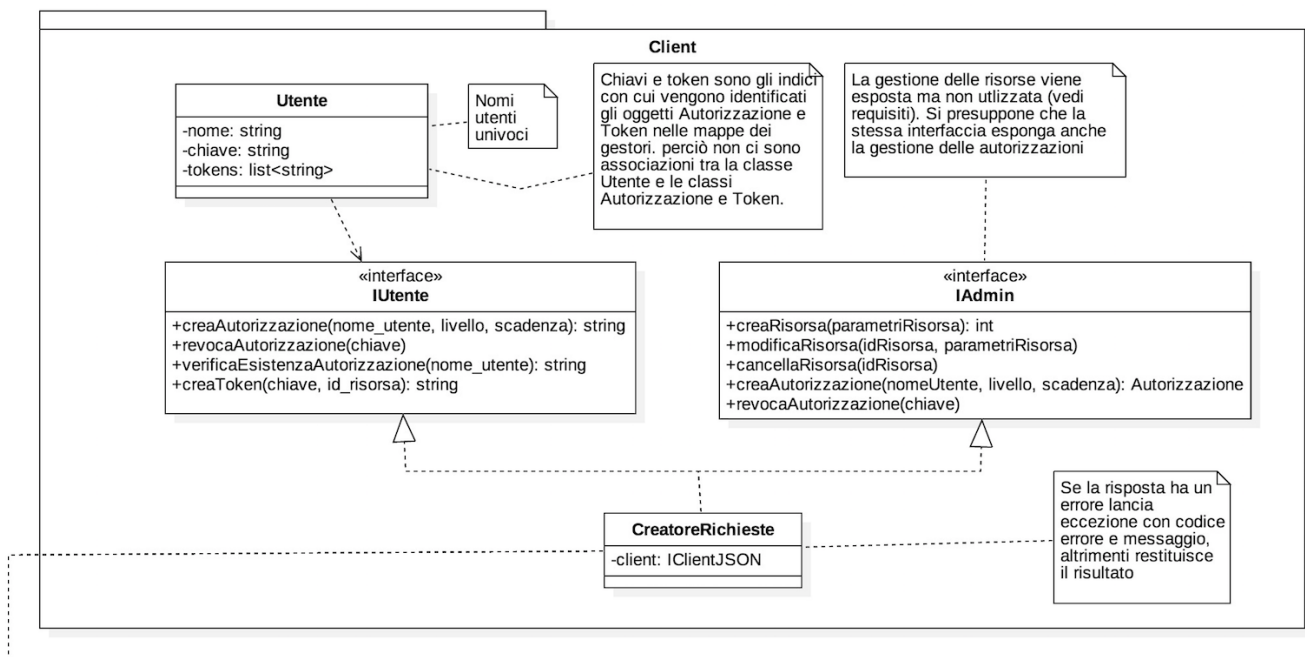 Client
Utente
-nome: string
-chiave: string
-tokens: list<string>
Nomi
utenti
univoci
Chiavi e token sono gli indici
con cui vengono identificati
gli oggetti Autorizzazione e
Token nelle mappe dei
gestori. perciò non ci sono
associazioni tra la classe
Utente e le classi
Autorizzazione e Token.
La gestione delle risorse viene
esposta ma non utlizzata (vedi
requisiti). Si presuppone che la
stessa interfaccia esponga anche
la gestione delle autorizzazioni
«interface»
IUtente
+creaAutorizzazione(nome_utente, livello, scadenza): string
+revocaAutorizzazione(chiave)
+verificaEsistenzaAutorizzazione(nome_utente): string
+creaToken(chiave, id_risorsa): string
«interface»
IAdmin
+creaRisorsa(parametriRisorsa): int
+modificaRisorsa(idRisorsa, parametriRisorsa)
+cancellaRisorsa(idRisorsa)
+creaAutorizzazione(nomeUtente, livello, scadenza): Autorizzazione
+revocaAutorizzazione(chiave)
CreatoreRichieste
-client: IClientJSON
Se la risposta ha un
errore lancia
eccezione con codice
errore e messaggio,
altrimenti restituisce
il risultato